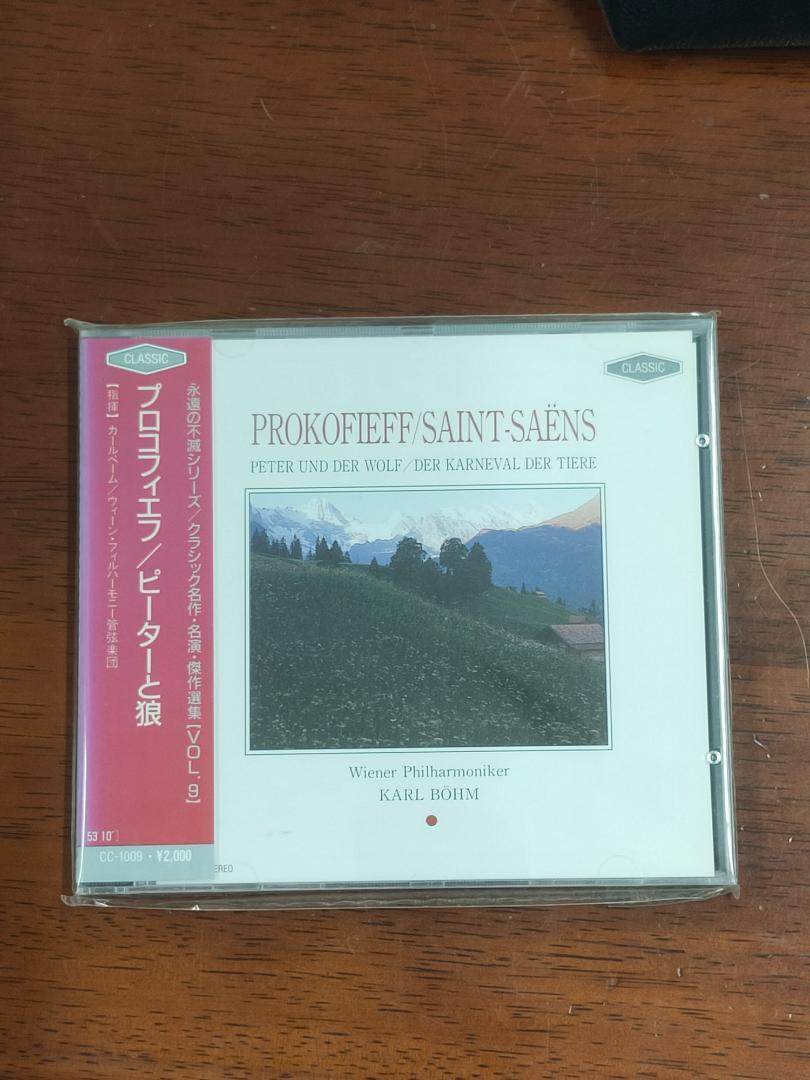 CLASSIC
永遠の不滅シリーズ／クラシック名作・名演・傑作選集【VOL.9】
プロコフィエフ／ピーターと狼
【指揮】カールベーム／ウィーン・フィルハーモニー管弦楽団
53 10″］
CC-1009・¥2,000
CLASSIC
PROKOFIEFF/SAINT-SAËNS
PETER UND DER WOLF/DER KARNEVAL DER TIERE
Wiener Philharmoniker
KARL BÖHM